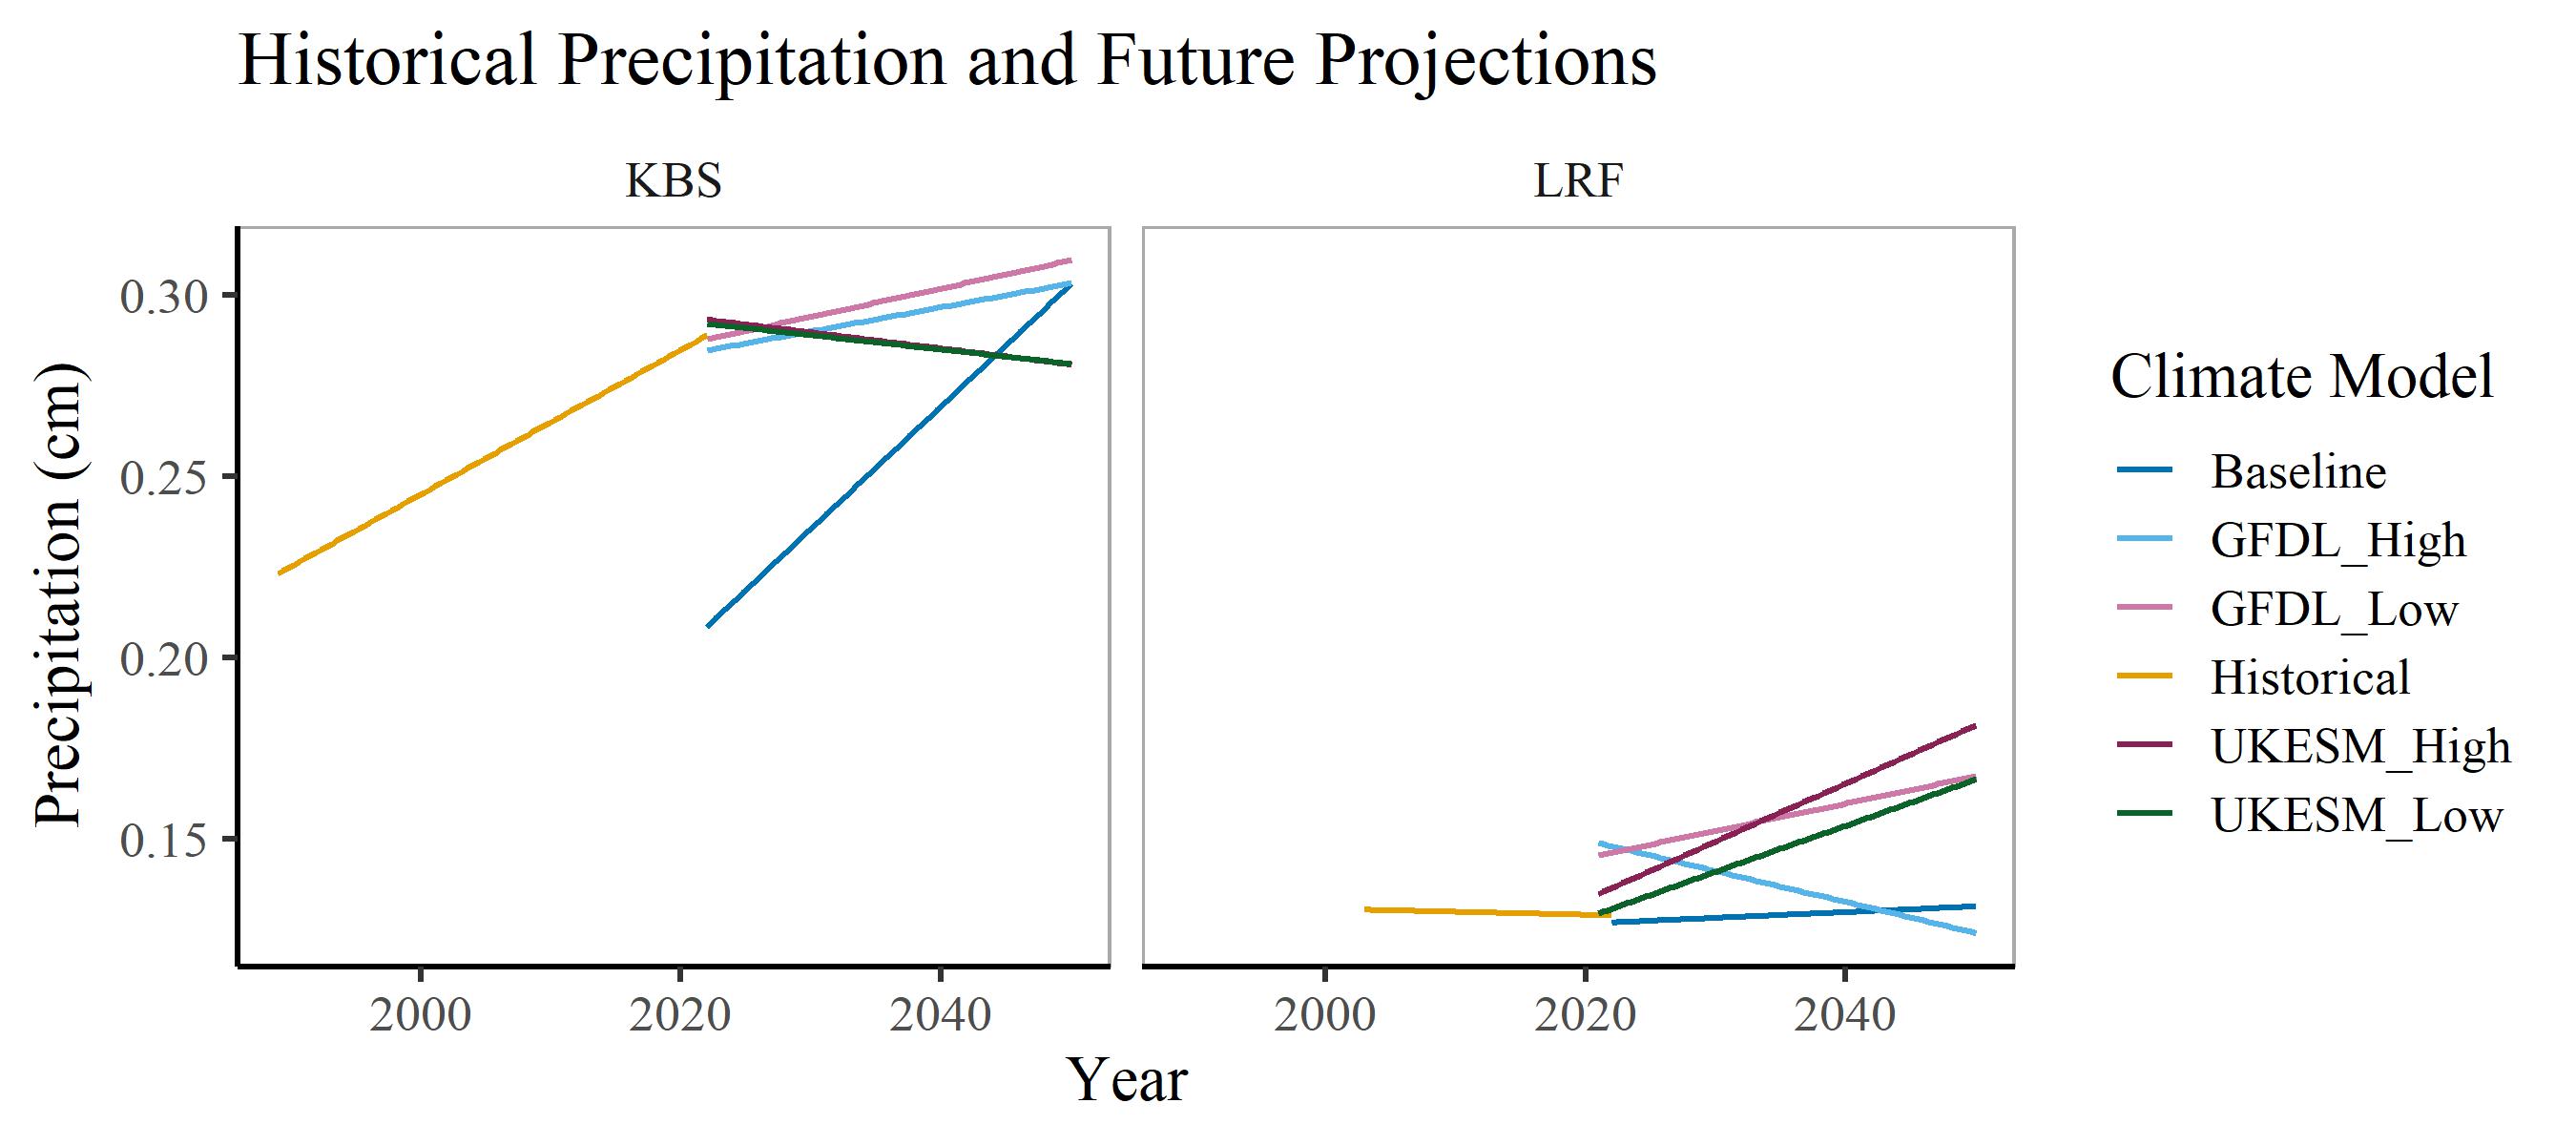 Historical Precipitation and Future Projections
KBS
LRF
Precipitation (cm)
0.30
0.25
0.20
0.15
2000
2020
2040
2000
2020
2040
Year
Climate Model
Baseline
GFDL_High
GFDL_Low
Historical
UKESM_High
UKESM_Low